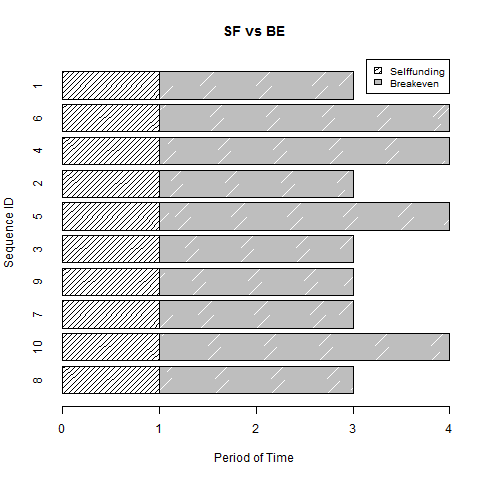 SF vs BE
Selffunding
Breakeven
1
6
4
2
5
3
9
7
10
8
Sequence ID
0 1 2 3 4
Period of Time